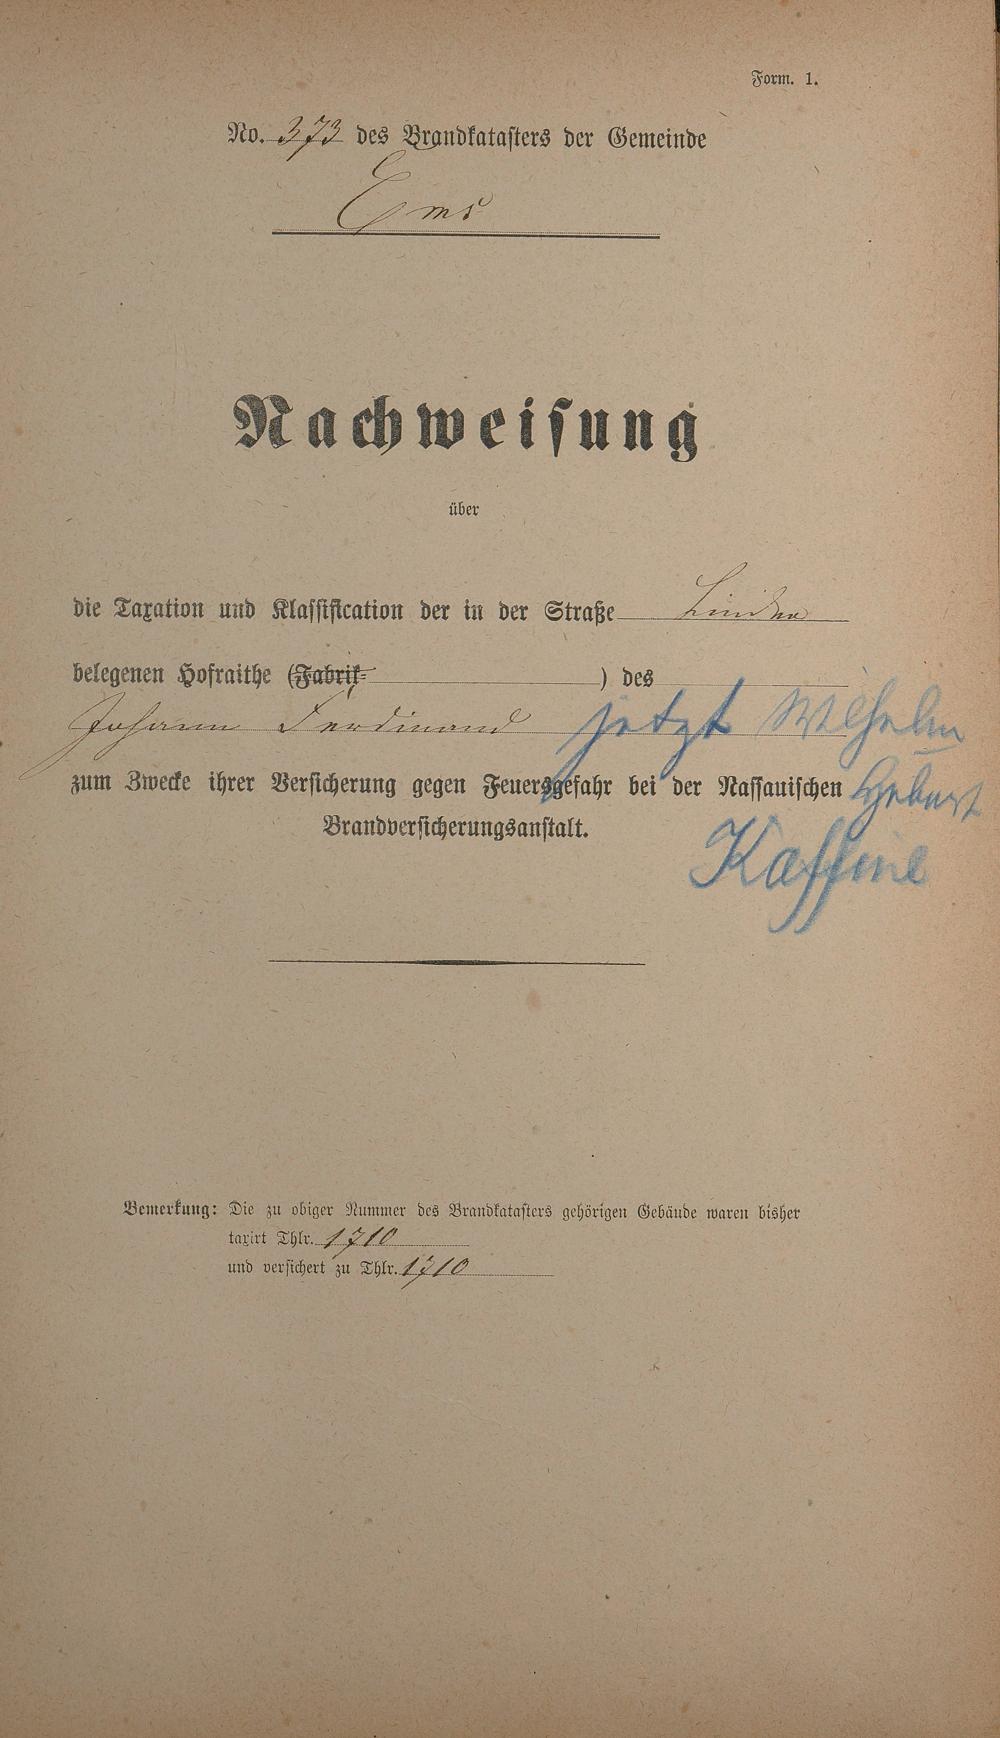 Form. 1.
No. 373 des Brandkatasters der Gemeinde
Ems
Nachweisung
über
die Taxation und Klassification der in der Straße Linden
belegenen Hofraithe (Fabrik- ) des
Johann Ferdinand jetzt Wilhelm
zum Zwecke ihrer Versicherung gegen Feuersgefahr bei der Nassauischen
Brandversicherungsanstalt.
Kaffine
Bemerkung: Die zu obiger Nummer des Brandkatasters gehörigen Gebäude waren bisher
taxirt Thlr. 1710
und versichert zu Thlr. 1710